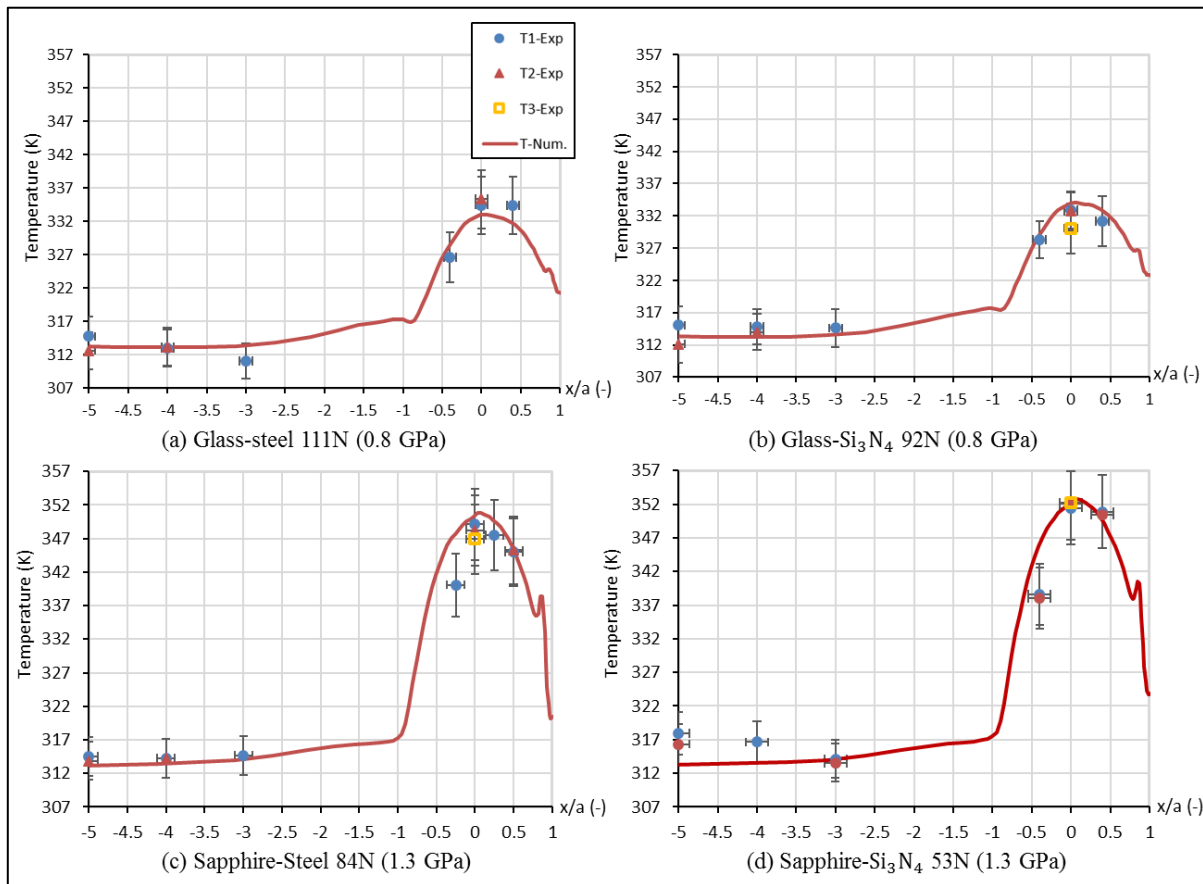 T1-Exp
T2-Exp
T3-Exp
T-Num.
Temperature (K)
357
352
347
342
337
332
327
322
317
312
307
-5 -4.5 -4 -3.5 -3 -2.5 -2 -1.5 -1 -0.5 0 0.5 1
x/a (-)
(a) Glass-steel 111N (0.8 GPa)
Temperature (K)
357
352
347
342
337
332
327
322
317
312
307
-5 -4.5 -4 -3.5 -3 -2.5 -2 -1.5 -1 -0.5 0 0.5 1
x/a (-)
(b) Glass-Si₃N₄ 92N (0.8 GPa)
Temperature (K)
357
352
347
342
337
332
327
322
317
312
307
-5 -4.5 -4 -3.5 -3 -2.5 -2 -1.5 -1 -0.5 0 0.5 1
x/a (-)
(c) Sapphire-Steel 84N (1.3 GPa)
Temperature (K)
357
352
347
342
337
332
327
322
317
312
307
-5 -4.5 -4 -3.5 -3 -2.5 -2 -1.5 -1 -0.5 0 0.5 1
x/a (-)
(d) Sapphire-Si₃N₄ 53N (1.3 GPa)